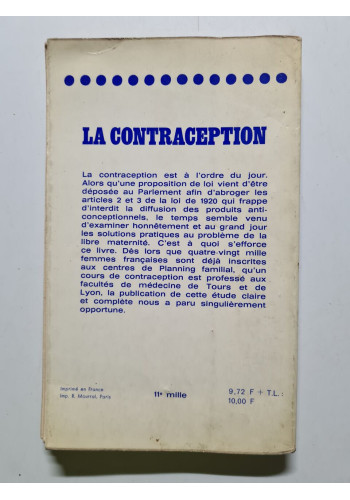 LA CONTRACEPTION
La contraception est à l'ordre du jour.
Alors qu'une proposition de loi vient d'être
déposée au Parlement afin d'abroger les
articles 2 et 3 de la loi de 1920 qui frappe
d'interdit la diffusion des produits anti-
conceptionnels, le temps semble venu
d'examiner honnêtement et au grand jour
les solutions pratiques au problème de la
libre maternité. C'est à quoi s'efforce
ce livre. Dès lors que quatre-vingt mille
femmes françaises sont déjà inscrites
aux centres de Planning familial, qu'un
cours de contraception est professé aux
facultés de médecine de Tours et de
Lyon, la publication de cette étude claire
et complète nous a paru singulièrement
opportune.
Imprimé en France
Imp. E. Mourral, Paris
11e mille
9,72 F + T.L.:
10,00 F